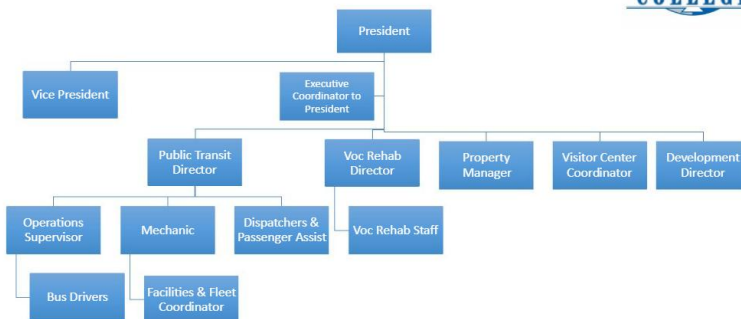 COLLEGE
President
Vice President
Executive
Coordinator to
President
Public Transit
Director
Voc Rehab
Director
Property
Manager
Visitor Center
Coordinator
Development
Director
Operations
Supervisor
Mechanic
Dispatchers &
Passenger Assist
Voc Rehab Staff
Bus Drivers
Facilities & Fleet
Coordinator